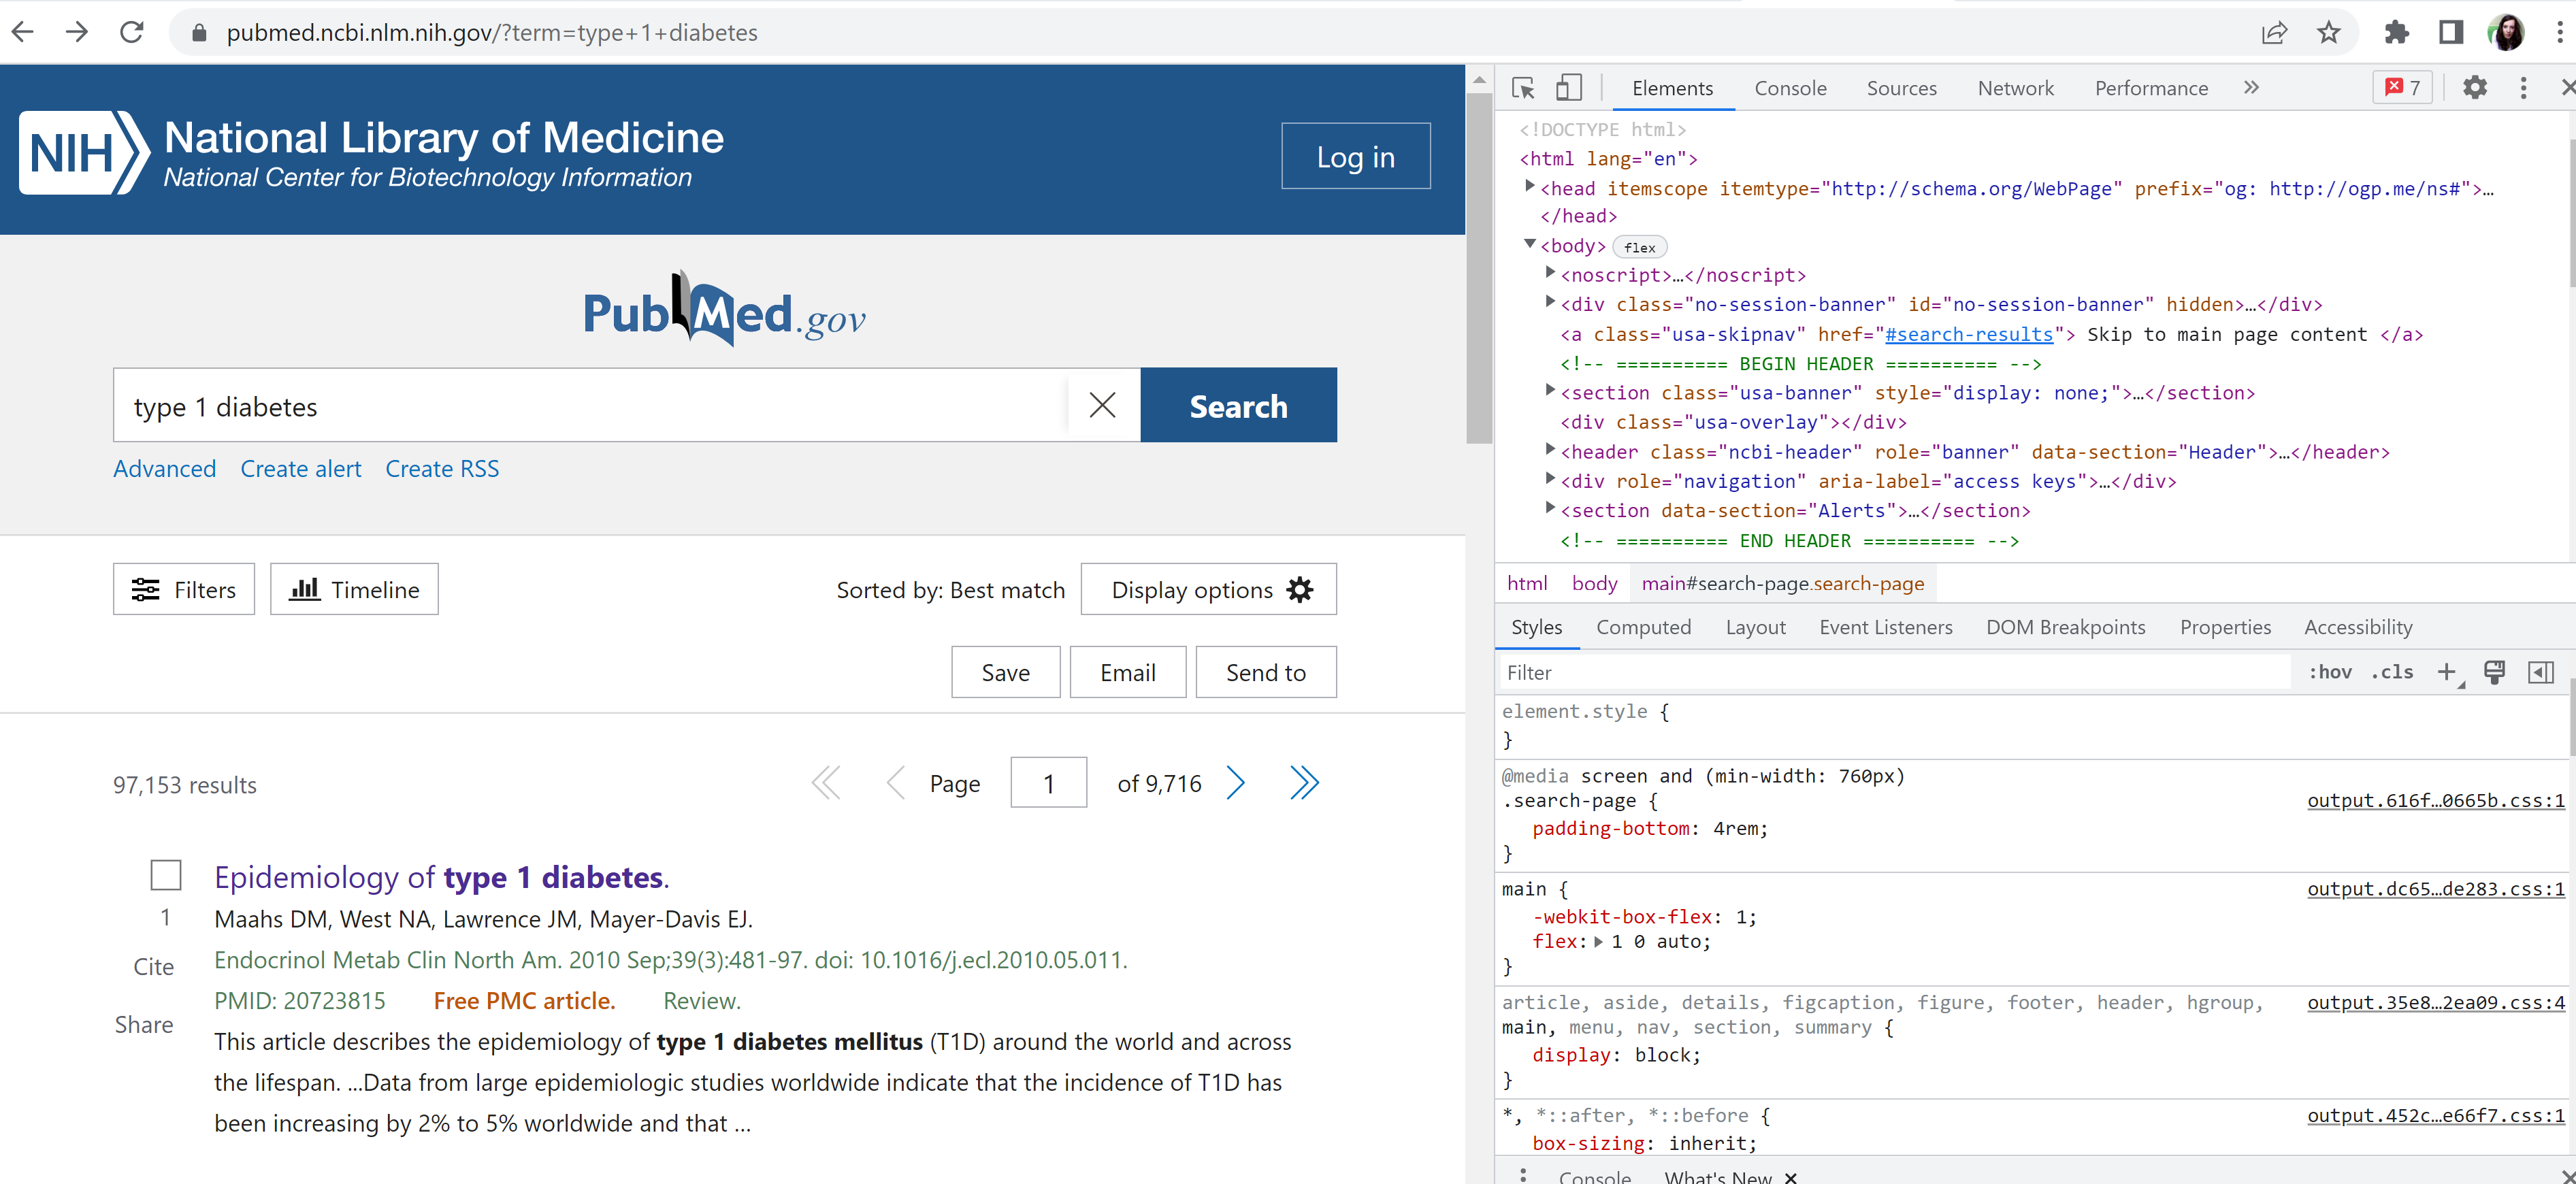 pubmed.ncbi.nlm.nih.gov/?term=type+1+diabetes
NIH National Library of Medicine
National Center for Biotechnology Information
Log in
PubMed.gov
type 1 diabetes
Search
Advanced Create alert Create RSS
Filters Timeline Sorted by: Best match Display options
Save Email Send to
97,153 results Page 1 of 9,716
Epidemiology of type 1 diabetes.
1 Maahs DM, West NA, Lawrence JM, Mayer-Davis EJ.
Cite Endocrinol Metab Clin North Am. 2010 Sep;39(3):481-97. doi: 10.1016/j.ecl.2010.05.011.
PMID: 20723815 Free PMC article. Review.
Share
This article describes the epidemiology of type 1 diabetes mellitus (T1D) around the world and across
the lifespan. ...Data from large epidemiologic studies worldwide indicate that the incidence of T1D has
been increasing by 2% to 5% worldwide and that ...
Elements Console Sources Network Performance » 7
<!DOCTYPE html>
<html lang="en">
<head itemscope itemtype="http://schema.org/WebPage" prefix="og: http://ogp.me/ns#">…
</head>
<body> flex
<noscript>…</noscript>
<div class="no-session-banner" id="no-session-banner" hidden>…</div>
<a class="usa-skipnav" href="#search-results"> Skip to main page content </a>
<!-- ========== BEGIN HEADER ========== -->
<section class="usa-banner" style="display: none;">…</section>
<div class="usa-overlay"></div>
<header class="ncbi-header" role="banner" data-section="Header">…</header>
<div role="navigation" aria-label="access keys">…</div>
<section data-section="Alerts">…</section>
<!-- ========== END HEADER ========== -->
html body main#search-page.search-page
Styles Computed Layout Event Listeners DOM Breakpoints Properties Accessibility
Filter :hov .cls +
element.style {
}
@media screen and (min-width: 760px)
.search-page { output.616f…0665b.css:1
padding-bottom: 4rem;
}
main { output.dc65…de283.css:1
-webkit-box-flex: 1;
flex: 1 0 auto;
}
article, aside, details, figcaption, figure, footer, header, hgroup, output.35e8…2ea09.css:4
main, menu, nav, section, summary {
display: block;
}
*, *::after, *::before { output.452c…e66f7.css:1
box-sizing: inherit;
Console What's New